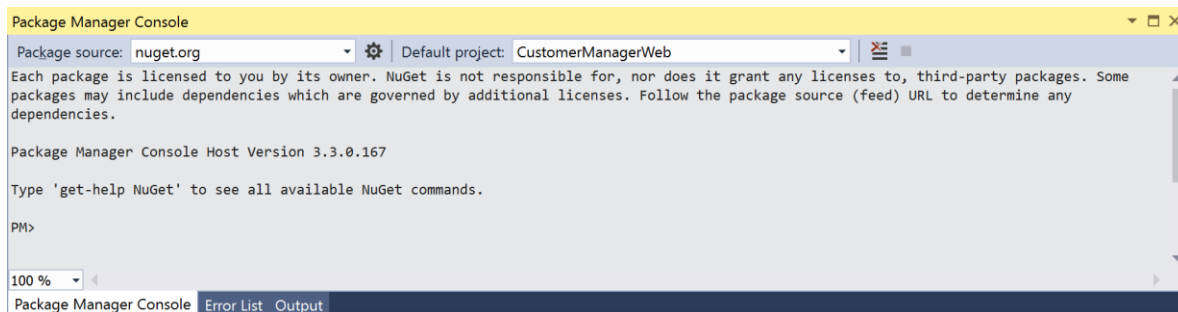 Package Manager Console
Package source: nuget.org Default project: CustomerManagerWeb
Each package is licensed to you by its owner. NuGet is not responsible for, nor does it grant any licenses to, third-party packages. Some
packages may include dependencies which are governed by additional licenses. Follow the package source (feed) URL to determine any
dependencies.
Package Manager Console Host Version 3.3.0.167
Type 'get-help NuGet' to see all available NuGet commands.
PM>
100 %
Package Manager Console Error List Output